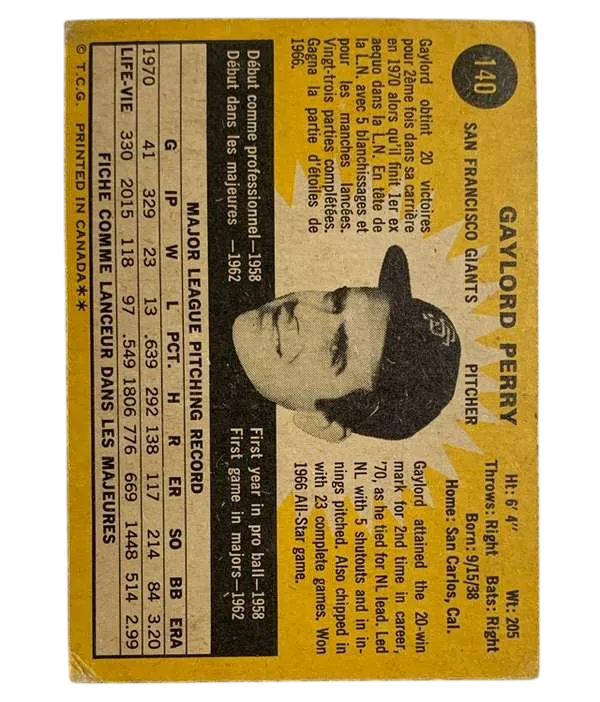 140
GAYLORD PERRY
SAN FRANCISCO GIANTS PITCHER
Ht: 6'4" Wt: 205
Throws: Right Bats: Right
Born: 9/15/38
Home: San Carlos, Cal.
Gaylord obtint 20 victoires
pour 2ème fois dans sa carrière
en 1970 alors qu'il finit 1er ex
aequo dans la L.N. En tête de
la L.N. avec 5 blanchissages et
pour les manches lancées.
Vingt-trois parties complétées.
Gagna la partie d'étoiles de
1966.
Gaylord attained the 20-win
mark for 2nd time in career,
'70, as he tied for NL lead. Led
NL with 5 shutouts and in in-
nings pitched. Also chipped in
with 23 complete games. Won
1966 All-Star game.
Début comme professionnel—1958
Début dans les majeures —1962
First year in pro ball—1958
First game in majors—1962
MAJOR LEAGUE PITCHING RECORD
G IP W L PCT. H R ER SO BB ERA
1970 41 329 23 13 .639 292 138 117 214 84 3.20
LIFE-VIE 330 2015 118 97 .549 1806 776 669 1448 514 2.99
FICHE COMME LANCEUR DANS LES MAJEURES
© T.C.G. PRINTED IN CANADA**
SF